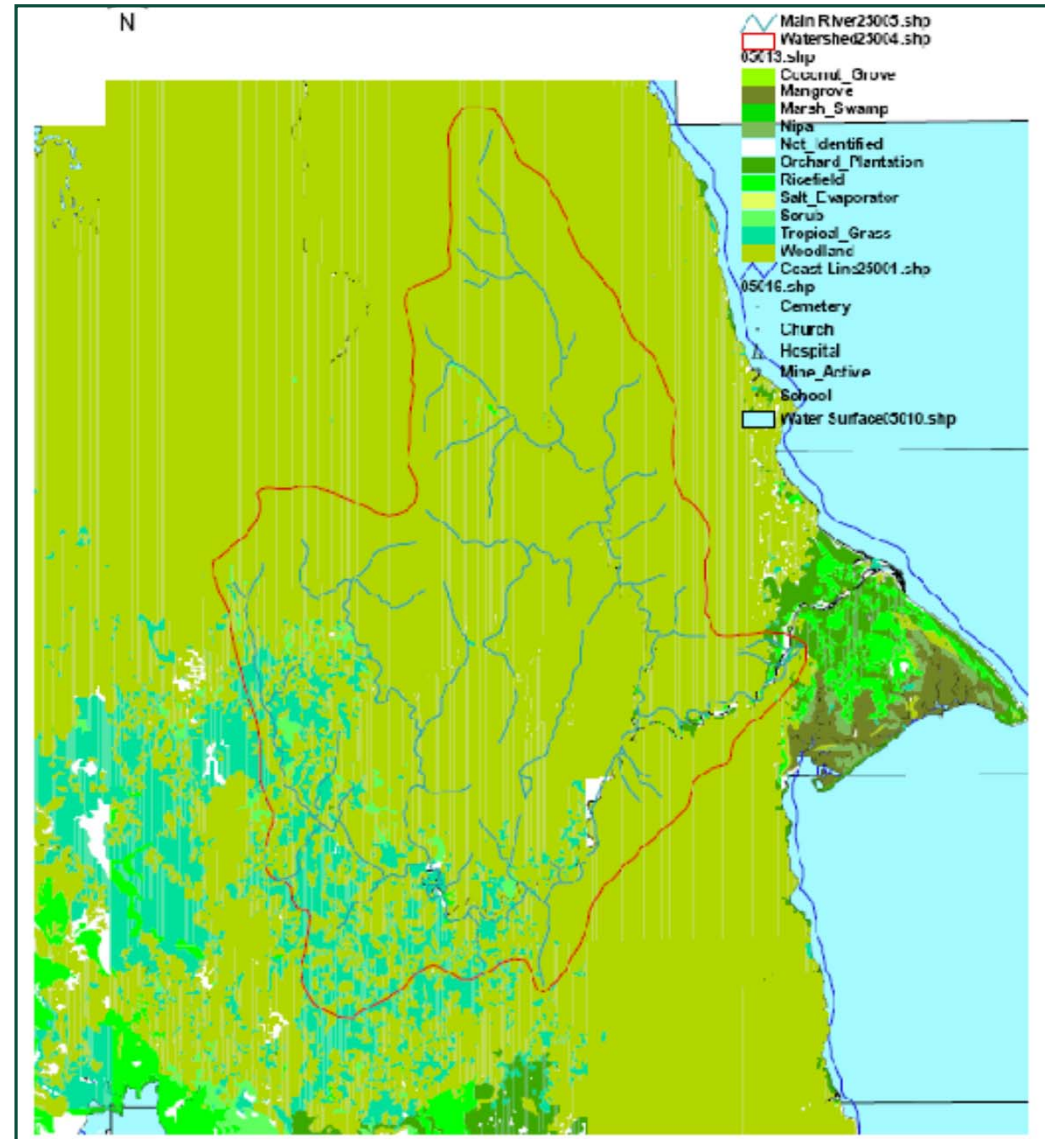 N
Main River25005.shp
Watershed25004.shp
05013.shp
Coconut_Grove
Mangrove
Marsh_Swamp
Nipa
Not_Identified
Orchard_Plantation
Ricefield
Salt_Evaporator
Scrub
Tropical_Grass
Woodland
Coast Line25001.shp
05016.shp
Cemetery
Church
Hospital
Mine_Active
School
Water Surface05010.shp